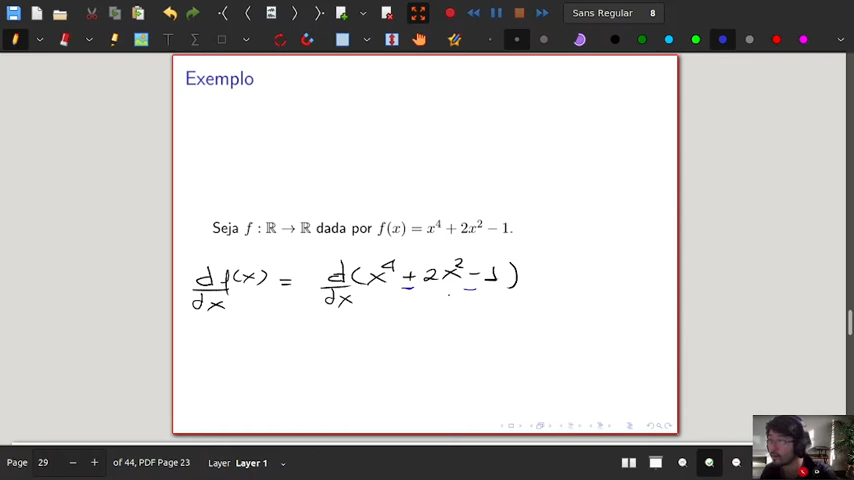 Sans Regular 8
Exemplo
Seja f : ℝ → ℝ dada por f(x) = x⁴ + 2x² − 1.
d/dx f(x) = d/dx (x⁴ + 2x² − 1)
Page 29 − + of 44, PDF Page 23 Layer Layer 1